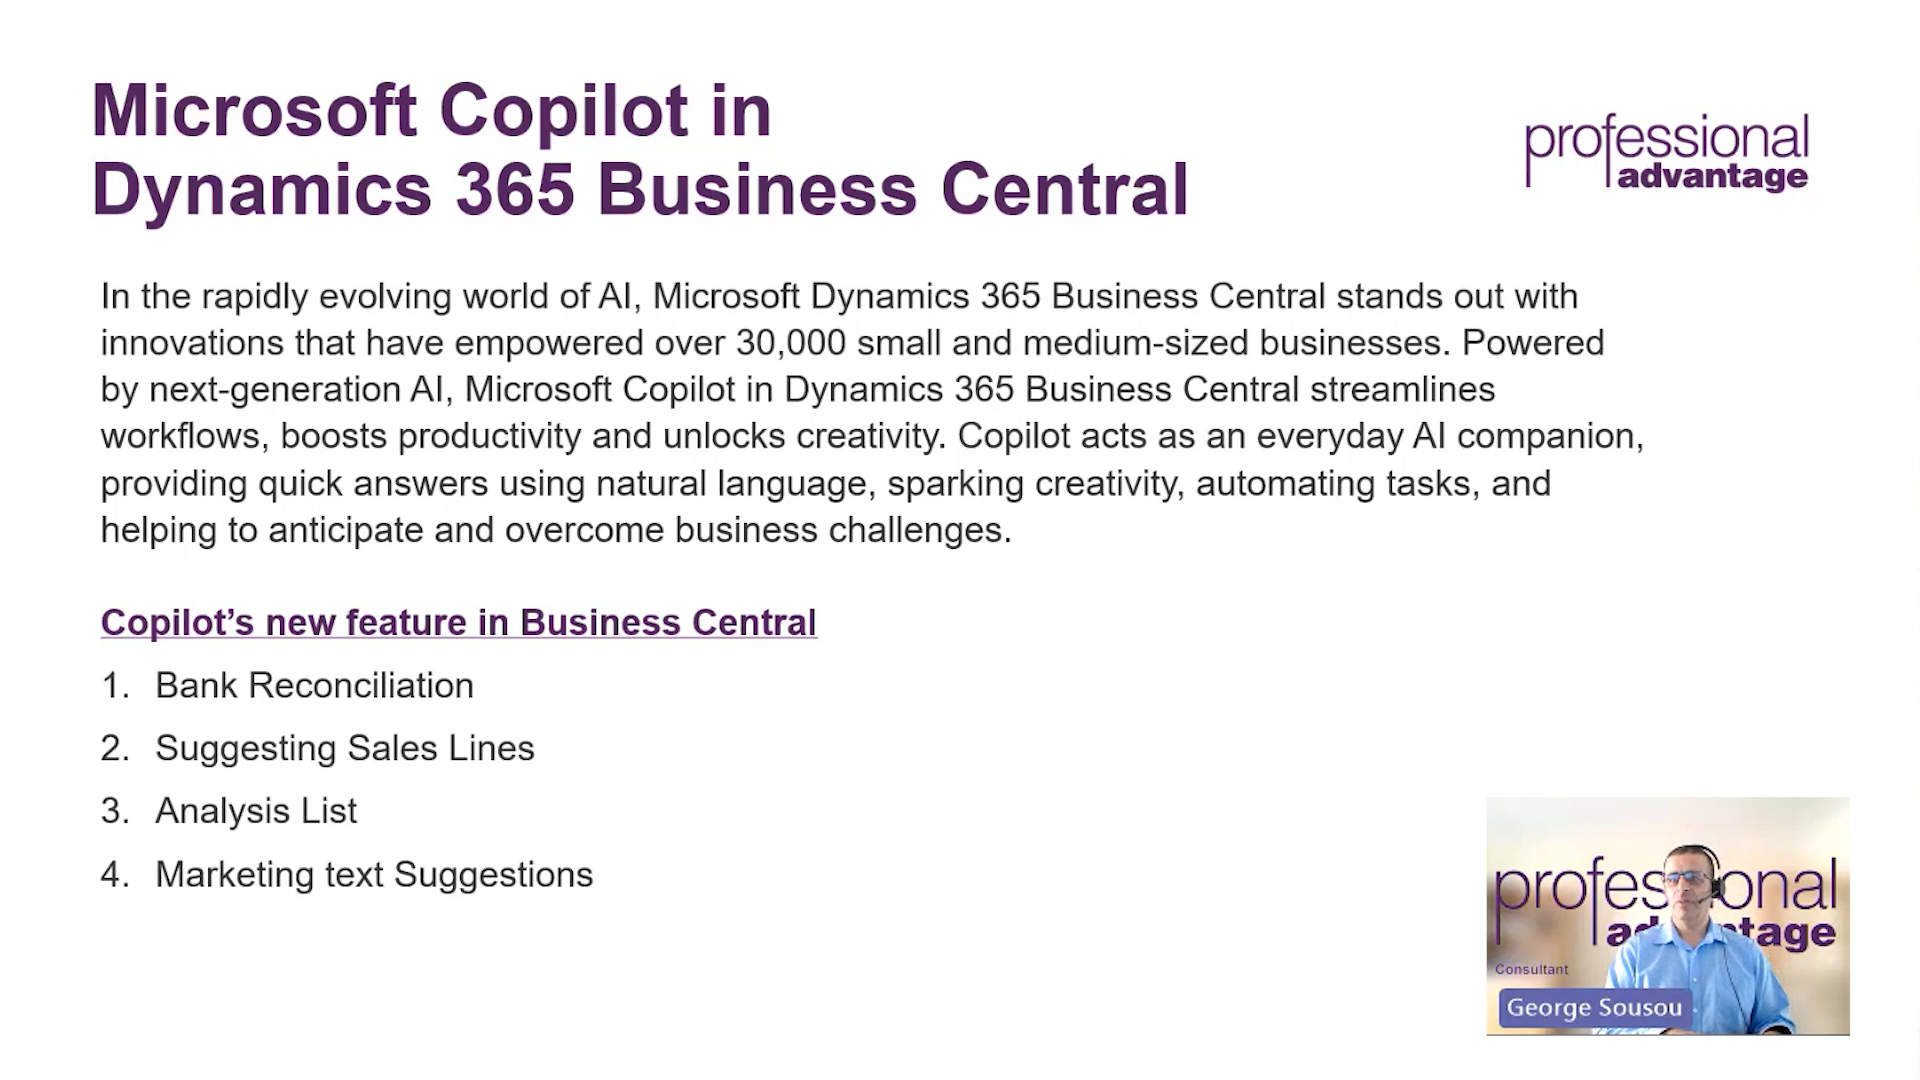 Microsoft Copilot in
Dynamics 365 Business Central
professional
advantage
In the rapidly evolving world of AI, Microsoft Dynamics 365 Business Central stands out with
innovations that have empowered over 30,000 small and medium-sized businesses. Powered
by next-generation AI, Microsoft Copilot in Dynamics 365 Business Central streamlines
workflows, boosts productivity and unlocks creativity. Copilot acts as an everyday AI companion,
providing quick answers using natural language, sparking creativity, automating tasks, and
helping to anticipate and overcome business challenges.
Copilot’s new feature in Business Central
1. Bank Reconciliation
2. Suggesting Sales Lines
3. Analysis List
4. Marketing text Suggestions
profes onal
ad ntage
Consultant
George Sousou